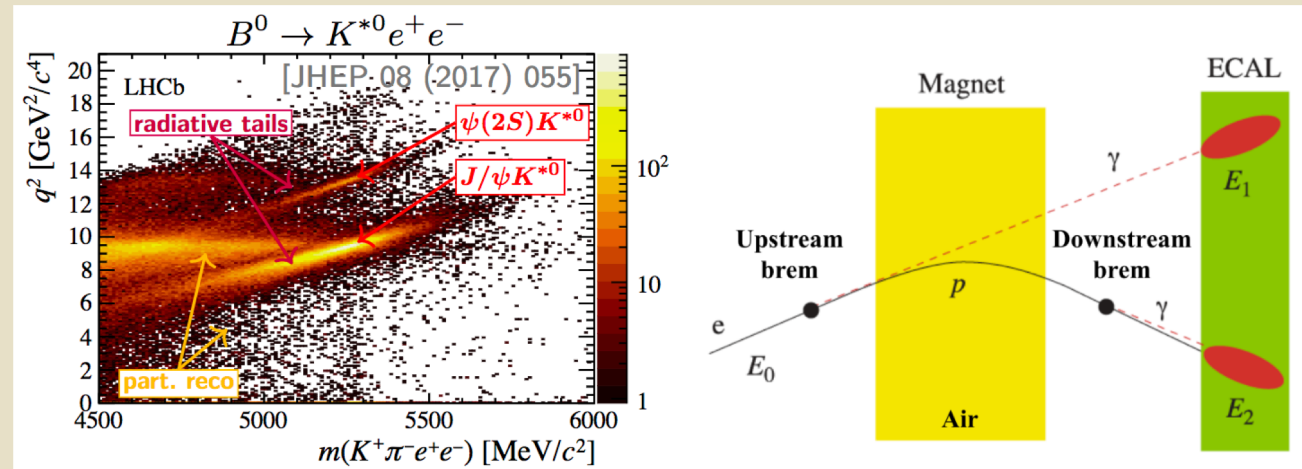 B⁰ → K*⁰e⁺e⁻
LHCb
[JHEP 08 (2017) 055]
radiative tails
ψ(2S)K*⁰
J/ψK*⁰
part. reco
q² [GeV²/c⁴]
20
18
16
14
12
10
8
6
4
2
0
4500 5000 5500 6000
m(K⁺π⁻e⁺e⁻) [MeV/c²]
10²
10
1
Magnet
ECAL
γ
E₁
Upstream
brem
Downstream
brem
p
γ
e
E₀
E₂
Air